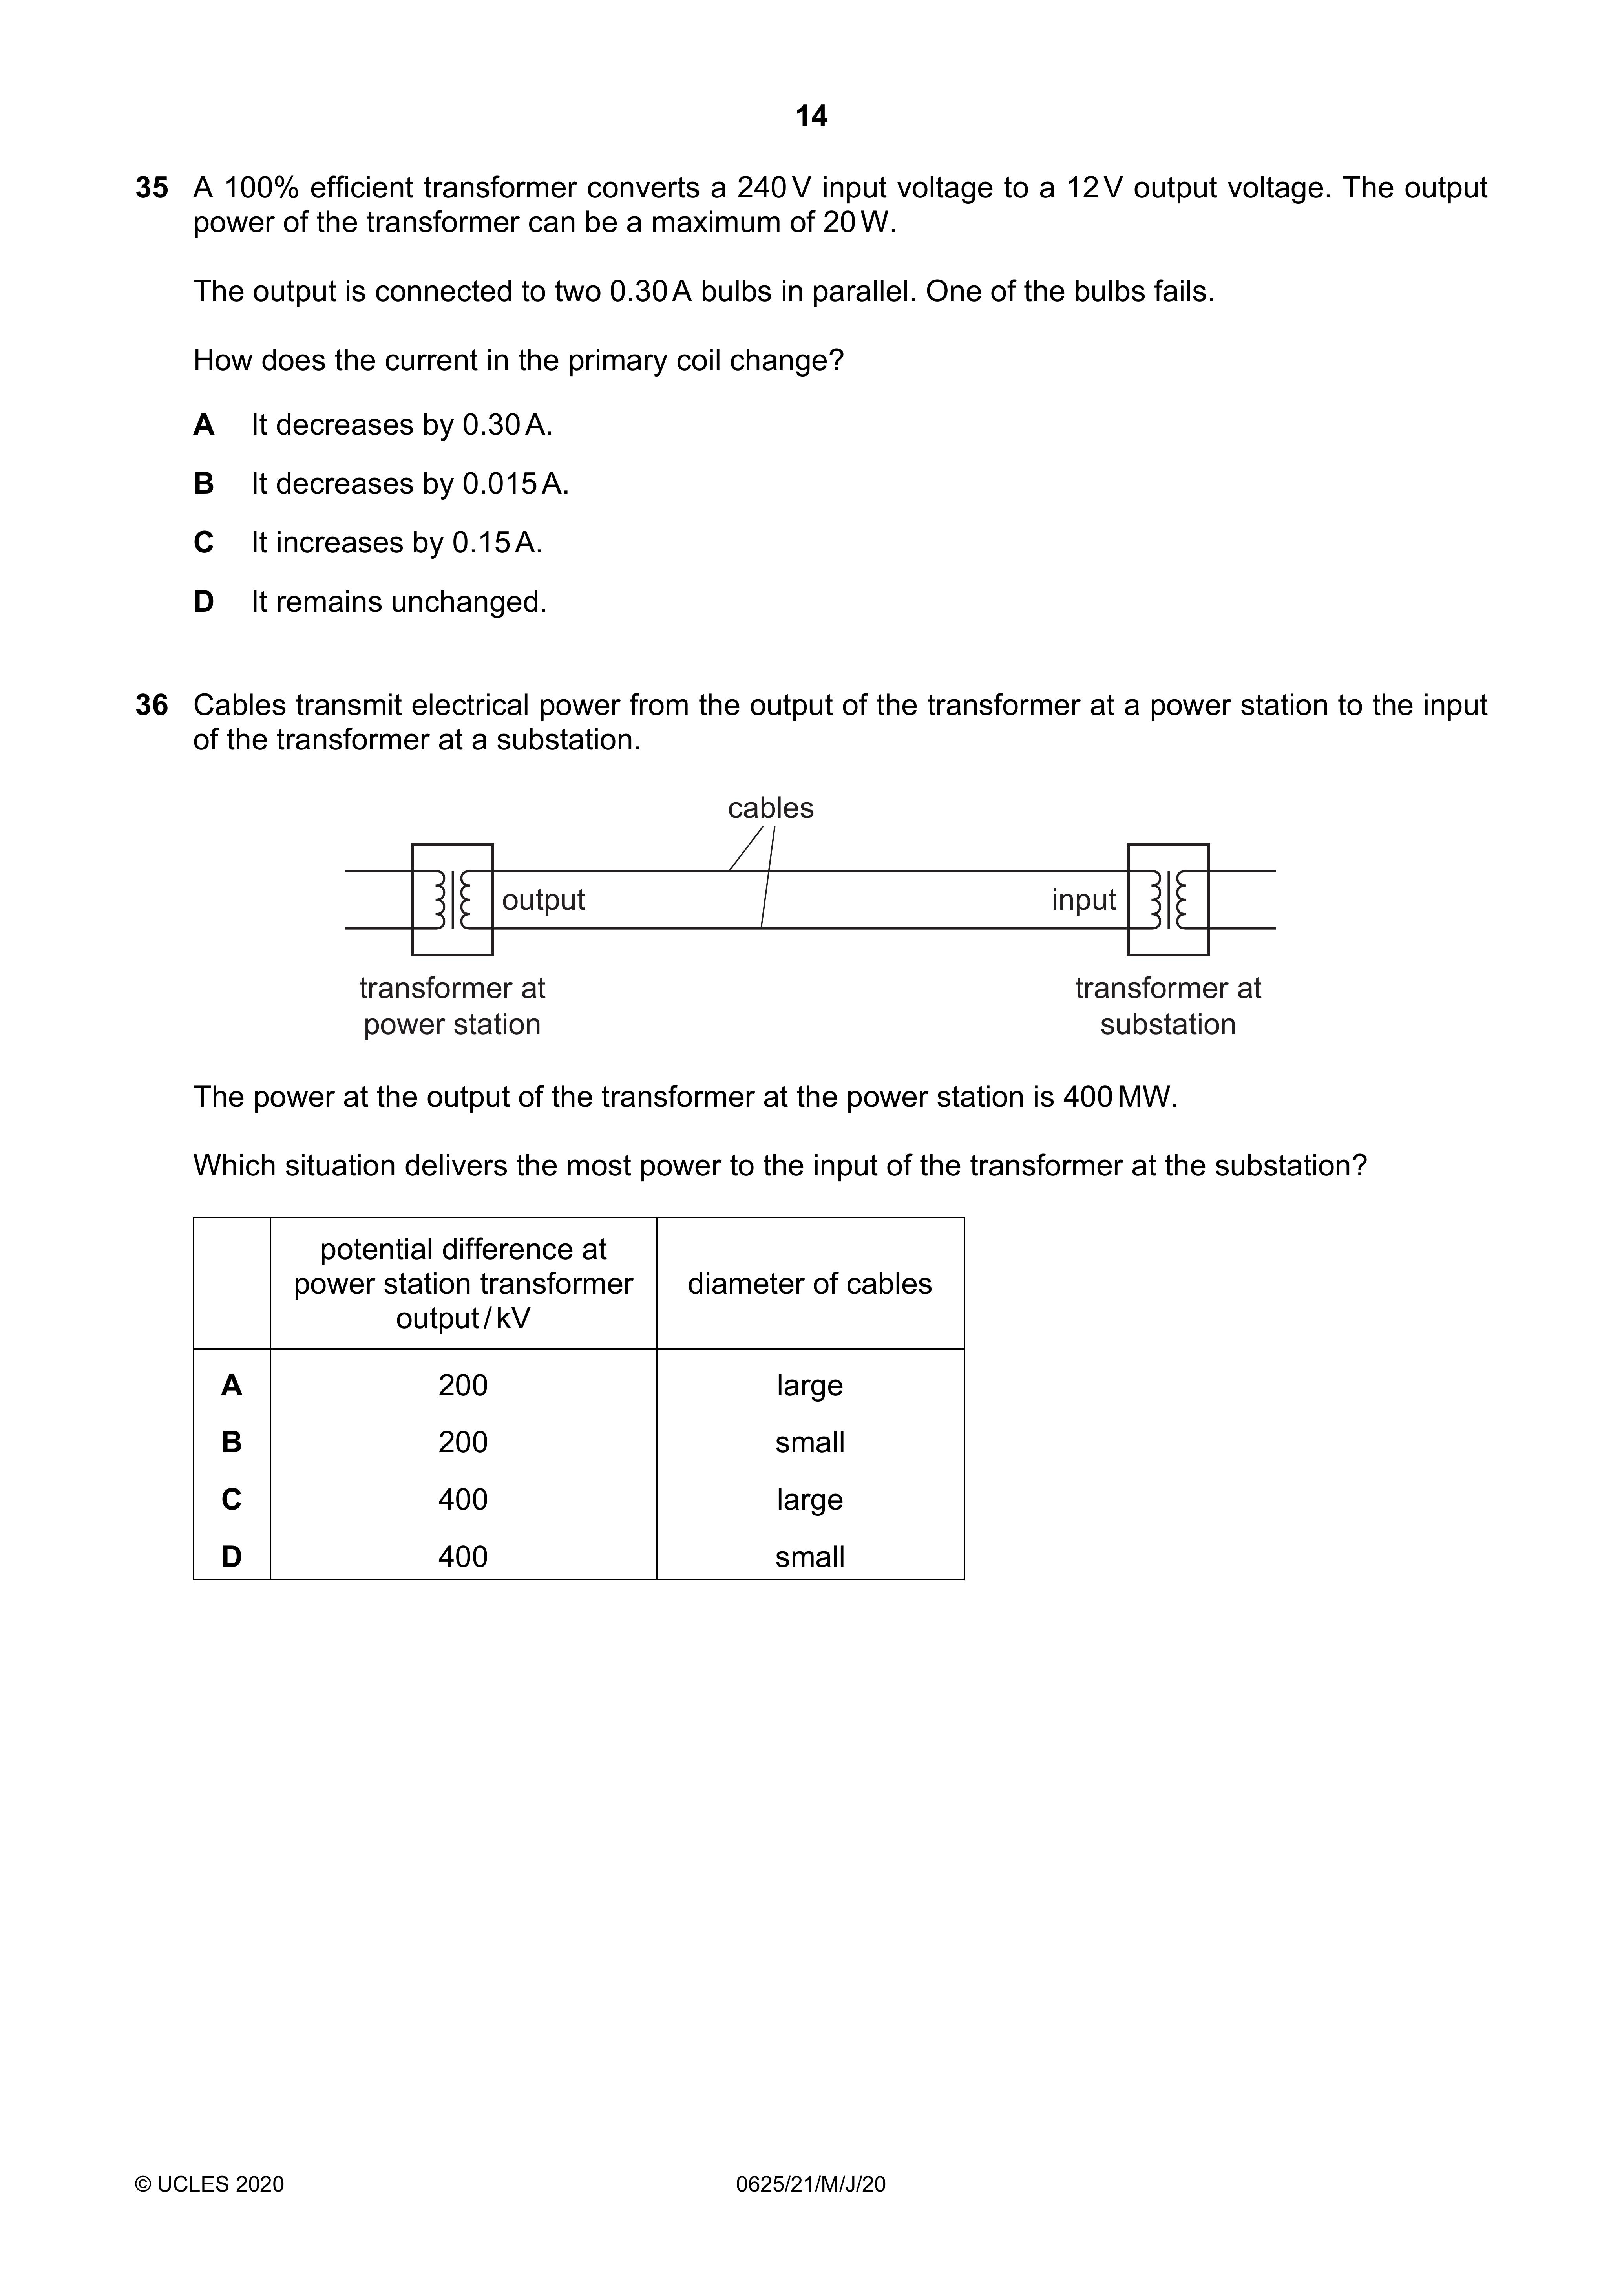 14
35 A 100% efficient transformer converts a 240 V input voltage to a 12 V output voltage. The output
power of the transformer can be a maximum of 20 W.
The output is connected to two 0.30 A bulbs in parallel. One of the bulbs fails.
How does the current in the primary coil change?
A It decreases by 0.30 A.
B It decreases by 0.015 A.
C It increases by 0.15 A.
D It remains unchanged.
36 Cables transmit electrical power from the output of the transformer at a power station to the input
of the transformer at a substation.
cables
output input
transformer at transformer at
power station substation
The power at the output of the transformer at the power station is 400 MW.
Which situation delivers the most power to the input of the transformer at the substation?
potential difference at
power station transformer diameter of cables
output / kV
A 200 large
B 200 small
C 400 large
D 400 small
© UCLES 2020 0625/21/M/J/20